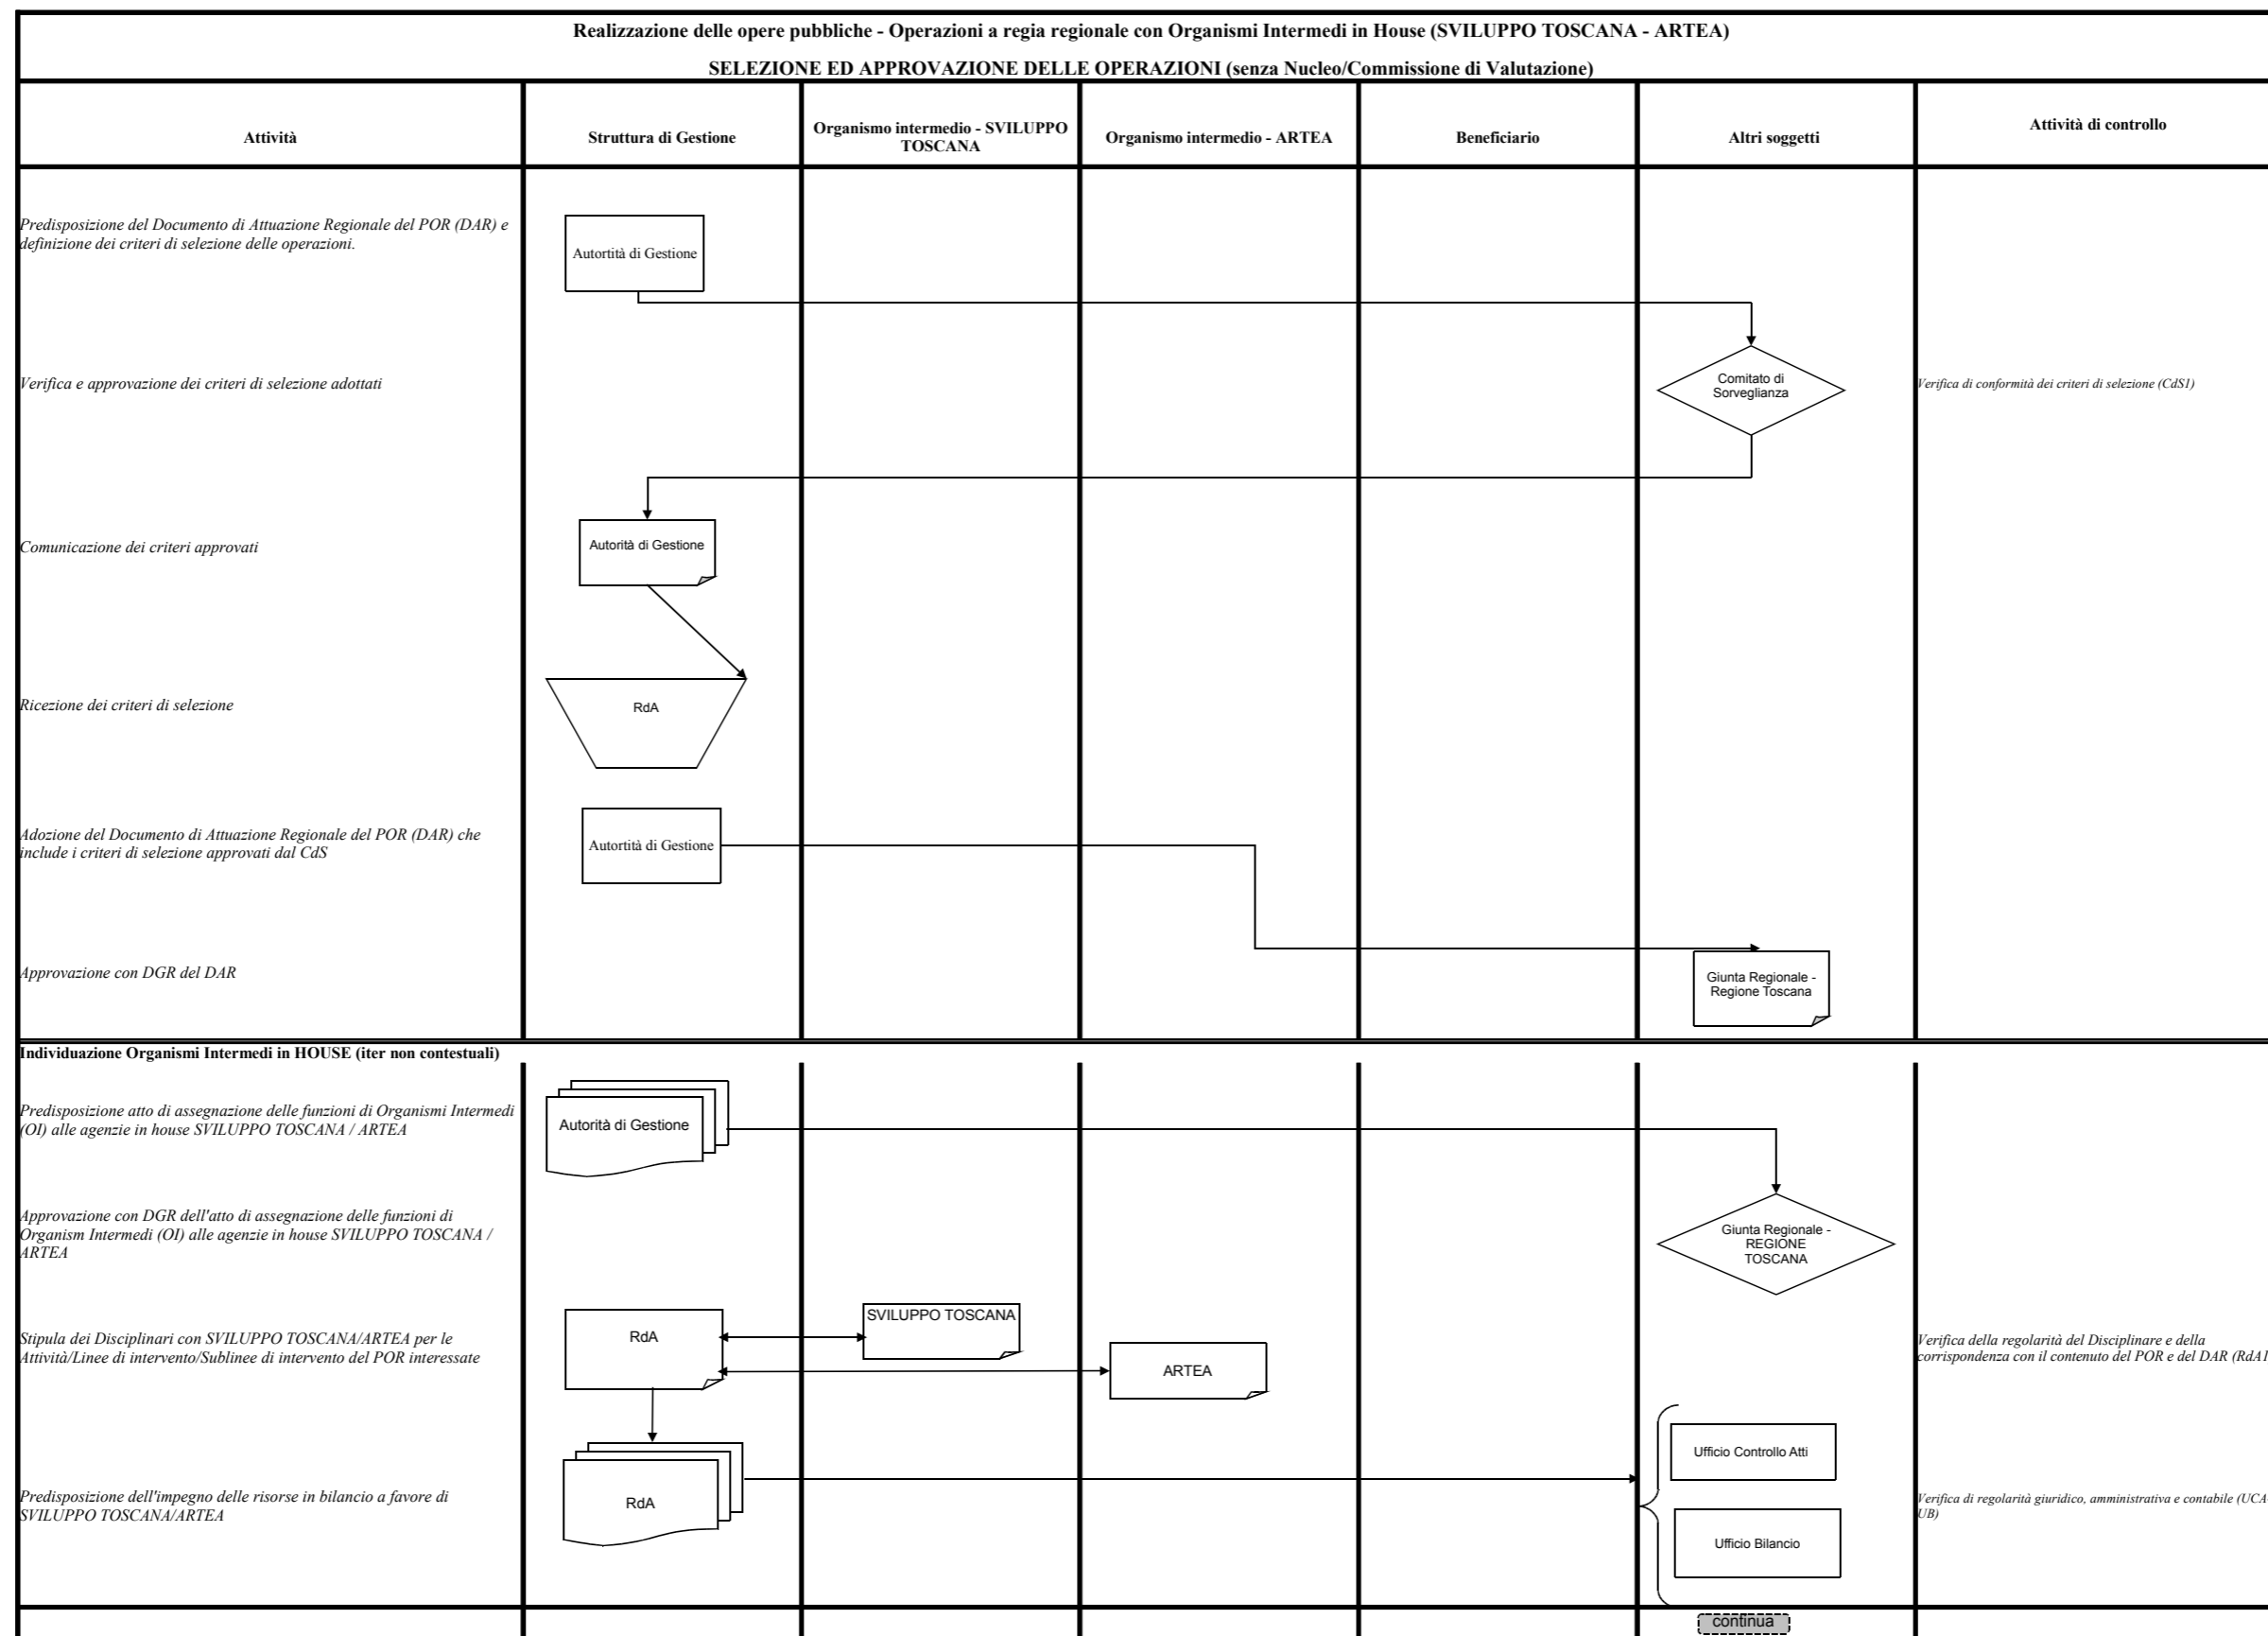 Realizzazione delle opere pubbliche - Operazioni a regia regionale con Organismi Intermedi in House (SVILUPPO TOSCANA - ARTEA)
SELEZIONE ED APPROVAZIONE DELLE OPERAZIONI (senza Nucleo/Commissione di Valutazione)
Attività
Struttura di Gestione
Organismo intermedio - SVILUPPO
TOSCANA
Organismo intermedio - ARTEA
Beneficiario
Altri soggetti
Attività di controllo
Predisposizione del Documento di Attuazione Regionale del POR (DAR) e
definizione dei criteri di selezione delle operazioni.
Autortità di Gestione
Verifica e approvazione dei criteri di selezione adottati
Comitato di
Sorveglianza
Verifica di conformità dei criteri di selezione (CdS1)
Comunicazione dei criteri approvati
Autorità di Gestione
Ricezione dei criteri di selezione
RdA
Adozione del Documento di Attuazione Regionale del POR (DAR) che
include i criteri di selezione approvati dal CdS
Autortità di Gestione
Approvazione con DGR del DAR
Giunta Regionale -
Regione Toscana
Individuazione Organismi Intermedi in HOUSE (iter non contestuali)
Predisposizione atto di assegnazione delle funzioni di Organismi Intermedi
(OI) alle agenzie in house SVILUPPO TOSCANA / ARTEA
Autorità di Gestione
Approvazione con DGR dell'atto di assegnazione delle funzioni di
Organism Intermedi (OI) alle agenzie in house SVILUPPO TOSCANA /
ARTEA
Giunta Regionale -
REGIONE
TOSCANA
Stipula dei Disciplinari con SVILUPPO TOSCANA/ARTEA per le
Attività/Linee di intervento/Sublinee di intervento del POR interessate
RdA
SVILUPPO TOSCANA
ARTEA
Verifica della regolarità del Disciplinare e della
corrispondenza con il contenuto del POR e del DAR (RdA1
Predisposizione dell'impegno delle risorse in bilancio a favore di
SVILUPPO TOSCANA/ARTEA
RdA
Ufficio Controllo Atti
Ufficio Bilancio
Verifica di regolarità giuridico, amministrativa e contabile (UCA
UB)
continua